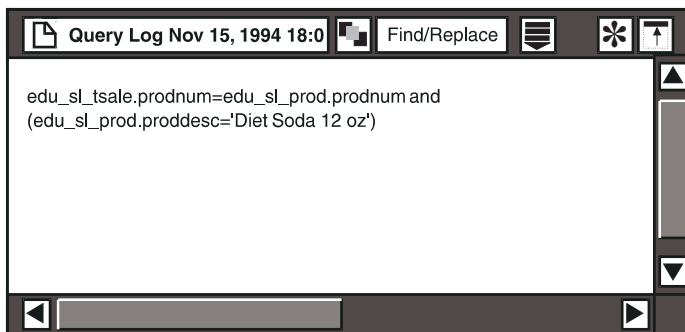 Query Log Nov 15, 1994 18:0
Find/Replace
edu_sl_tsale.prodnum=edu_sl_prod.prodnum and
(edu_sl_prod.proddesc='Diet Soda 12 oz')